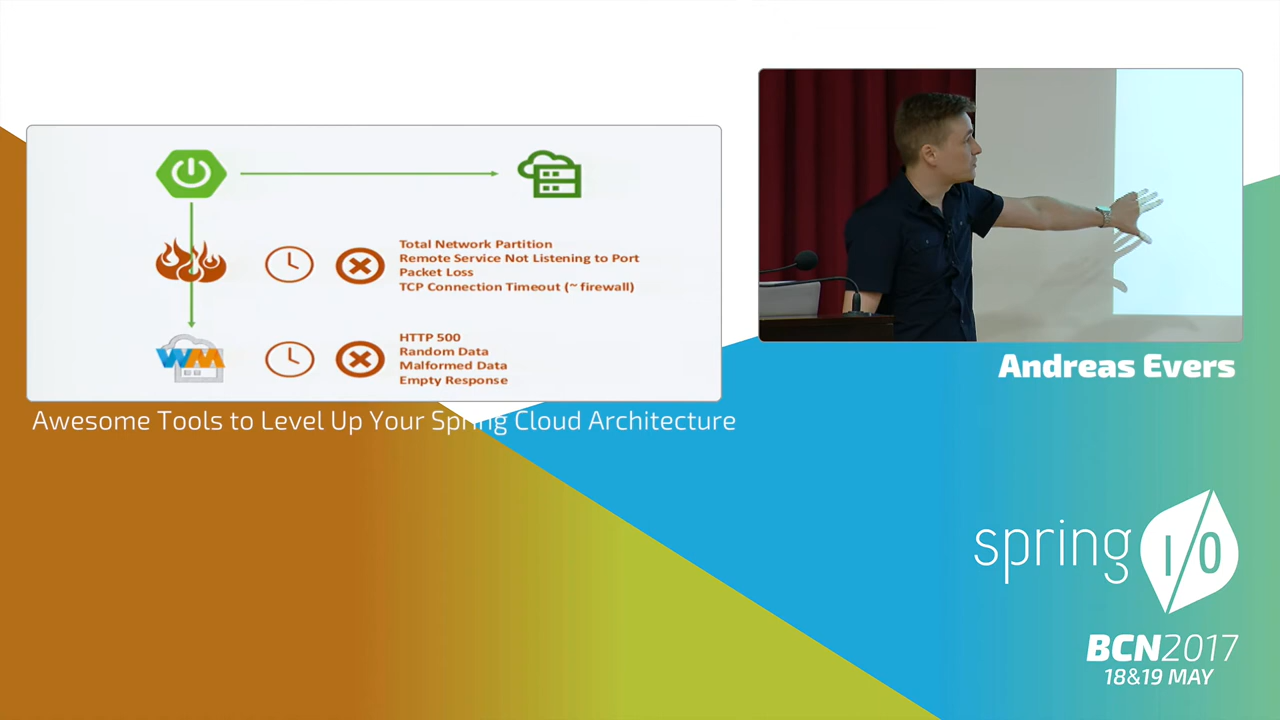 Total Network Partition
Remote Service Not Listening to Port
Packet Loss
TCP Connection Timeout (~ firewall)
WM
HTTP 500
Random Data
Malformed Data
Empty Response
Awesome Tools to Level Up Your Spring Cloud Architecture
Andreas Evers
spring I/O
BCN2017
18&19 MAY